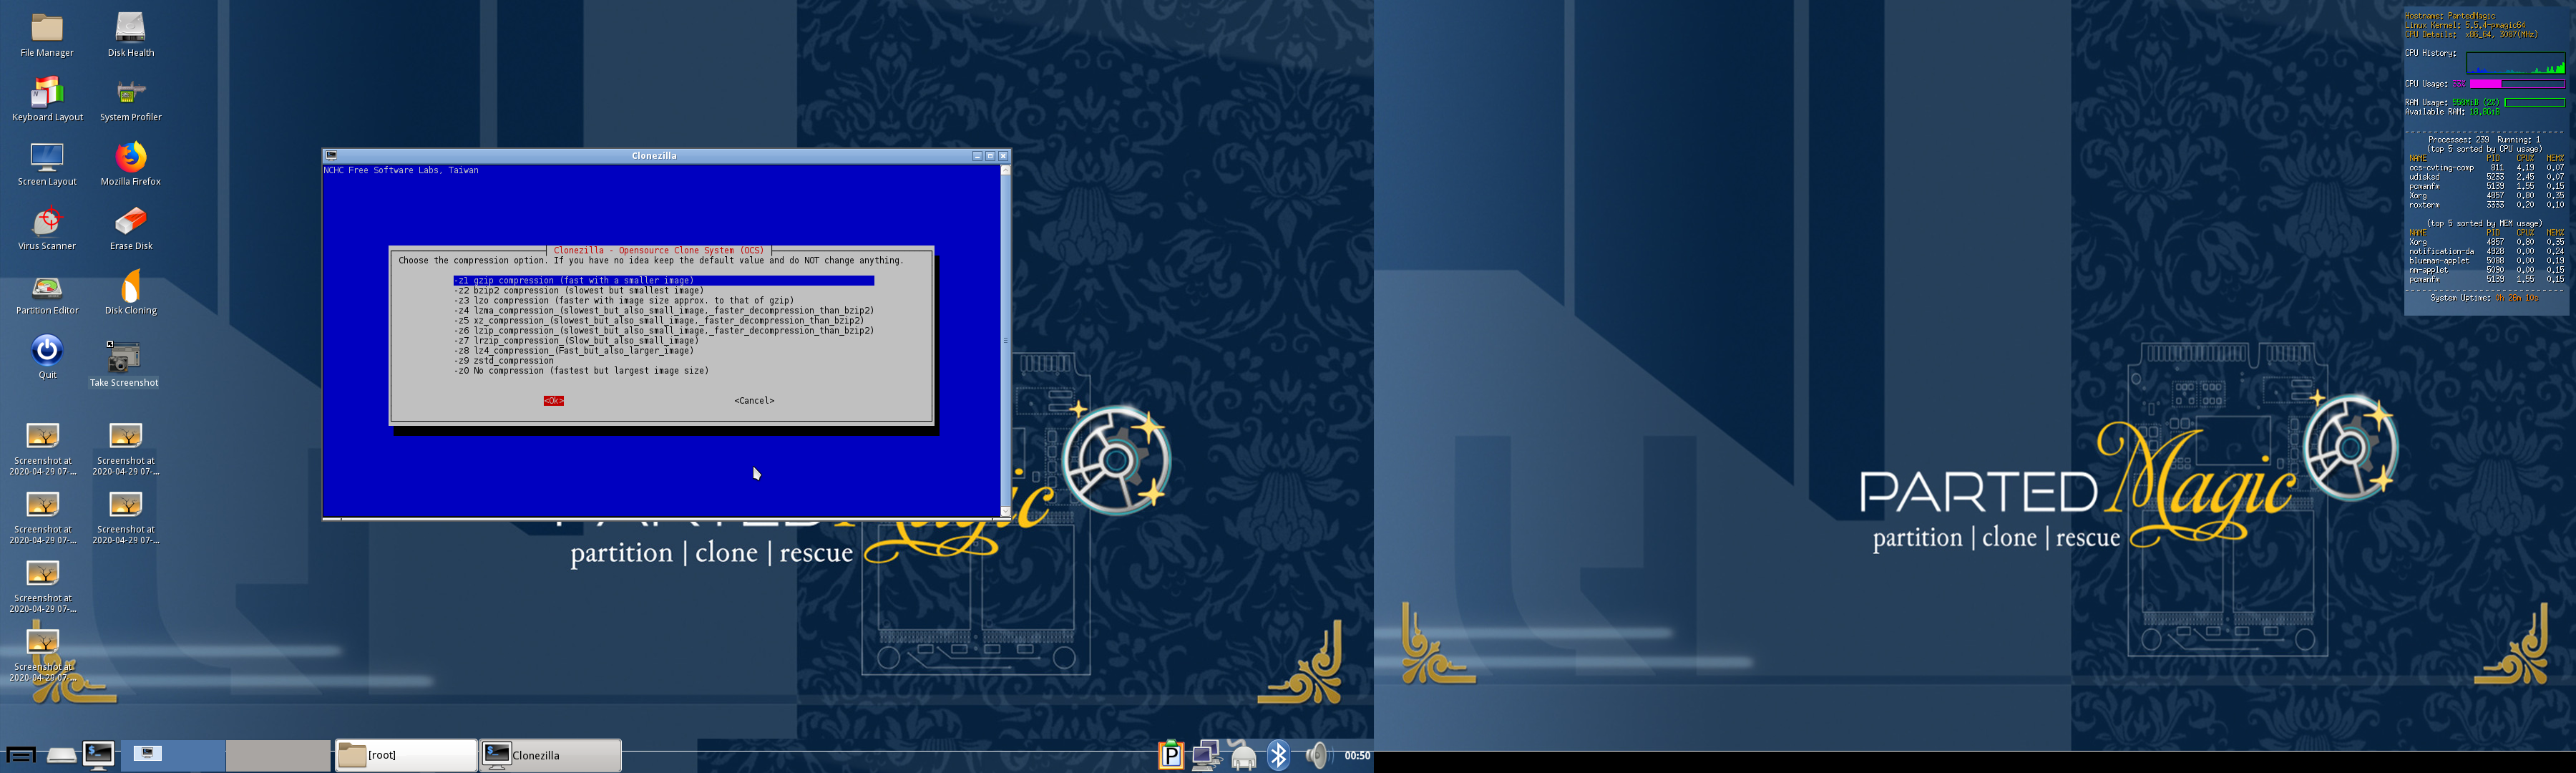 File Manager
Disk Health
Keyboard Layout
System Profiler
Screen Layout
Mozilla Firefox
Virus Scanner
Erase Disk
Partition Editor
Disk Cloning
Quit
Take Screenshot
Screenshot at
2020-04-29 07-...
Screenshot at
2020-04-29 07-...
Screenshot at
2020-04-29 07-...
Screenshot at
2020-04-29 07-...
Screenshot at
2020-04-29 07-...
Screenshot at
2020-04-29 07-...
Clonezilla
NCHC Free Software Labs, Taiwan
Clonezilla - Opensource Clone System (OCS)
Choose the compression option. If you have no idea keep the default value and do NOT change anything.
-z1 gzip compression (fast with a smaller image)
-z2 bzip2 compression (slowest but smallest image)
-z3 lzo compression (faster with image size approx. to that of gzip)
-z4 lzma_compression_(slowest_but_also_small_image,_faster_decompression_than_bzip2)
-z5 xz_compression_(slowest_but_also_small_image,_faster_decompression_than_bzip2)
-z6 lzip_compression_(slowest_but_also_small_image,_faster_decompression_than_bzip2)
-z7 lrzip_compression_(Slow_but_also_small_image)
-z8 lz4_compression_(Fast_but_also_larger_image)
-z9 zstd_compression
-z0 No compression (fastest but largest image size)
<Ok> <Cancel>
Magic
partition | clone | rescue
[root]
Clonezilla
00:50
PARTED Magic
partition | clone | rescue
Hostname: PartedMagic
Linux Kernel: 5.5.4-pmagic64
CPU Details: x86_64, 3087(MHz)
CPU History:
CPU Usage: 33%
RAM Usage: 558MiB (2%)
Available RAM: 18.8GiB
Processes: 239 Running: 1
(top 5 sorted by CPU usage)
NAME PID CPU% MEM%
ocs-cvtimg-comp 811 4.19 0.07
udisksd 5233 2.45 0.07
pcmanfm 5139 1.55 0.15
Xorg 4857 0.80 0.35
roxterm 3333 0.20 0.10
(top 5 sorted by MEM usage)
NAME PID CPU% MEM%
Xorg 4857 0.80 0.35
notification-da 4928 0.00 0.24
blueman-applet 5088 0.00 0.19
nm-applet 5090 0.00 0.15
pcmanfm 5139 1.55 0.15
System Uptime: 0h 25m 10s